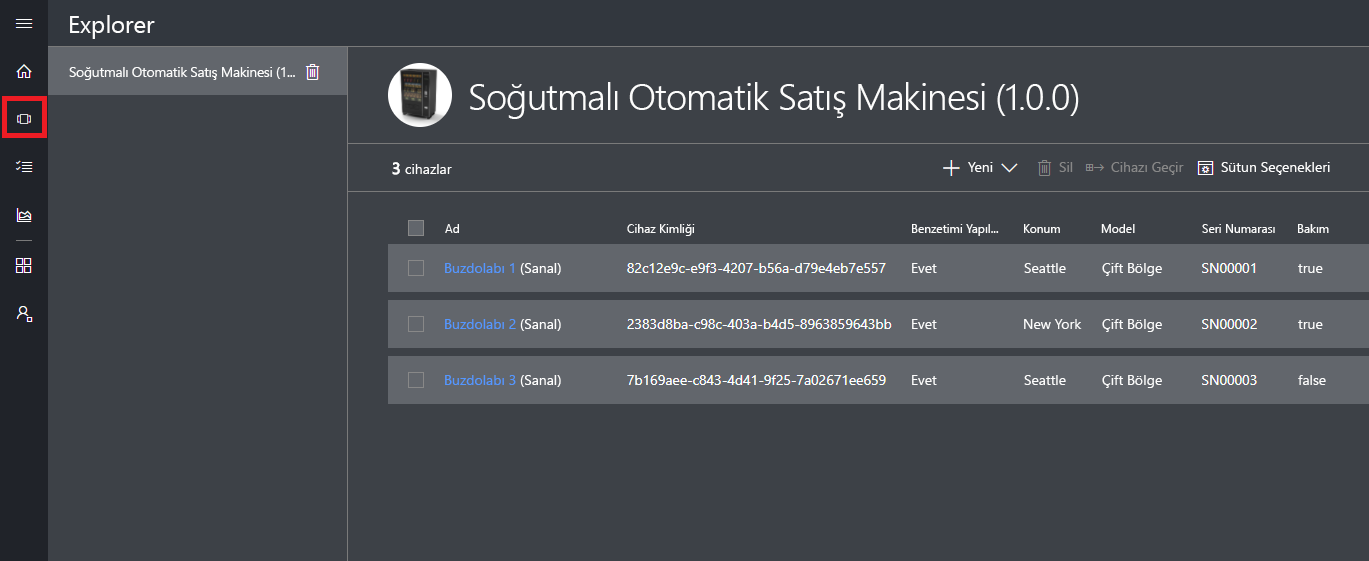 Explorer
Soğutmalı Otomatik Satış Makinesi (1...
Soğutmalı Otomatik Satış Makinesi (1.0.0)
3 cihazlar
Yeni Sil Cihazı Geçir Sütun Seçenekleri
Ad Cihaz Kimliği Benzetimi Yapıl... Konum Model Seri Numarası Bakım
Buzdolabı 1 (Sanal) 82c12e9c-e9f3-4207-b56a-d79e4eb7e557 Evet Seattle Çift Bölge SN00001 true
Buzdolabı 2 (Sanal) 2383d8ba-c98c-403a-b4d5-8963859643bb Evet New York Çift Bölge SN00002 true
Buzdolabı 3 (Sanal) 7b169aee-c843-4d41-9f25-7a02671ee659 Evet Seattle Çift Bölge SN00003 false